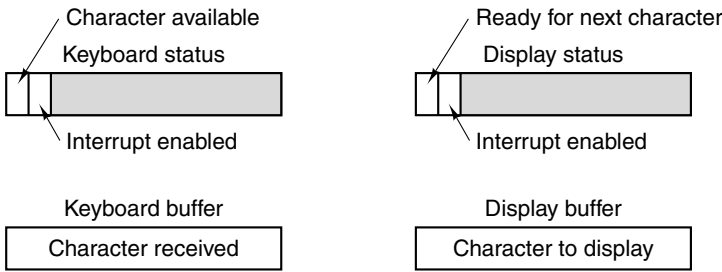 Character available
Keyboard status
Interrupt enabled
Keyboard buffer
Character received
Ready for next character
Display status
Interrupt enabled
Display buffer
Character to display